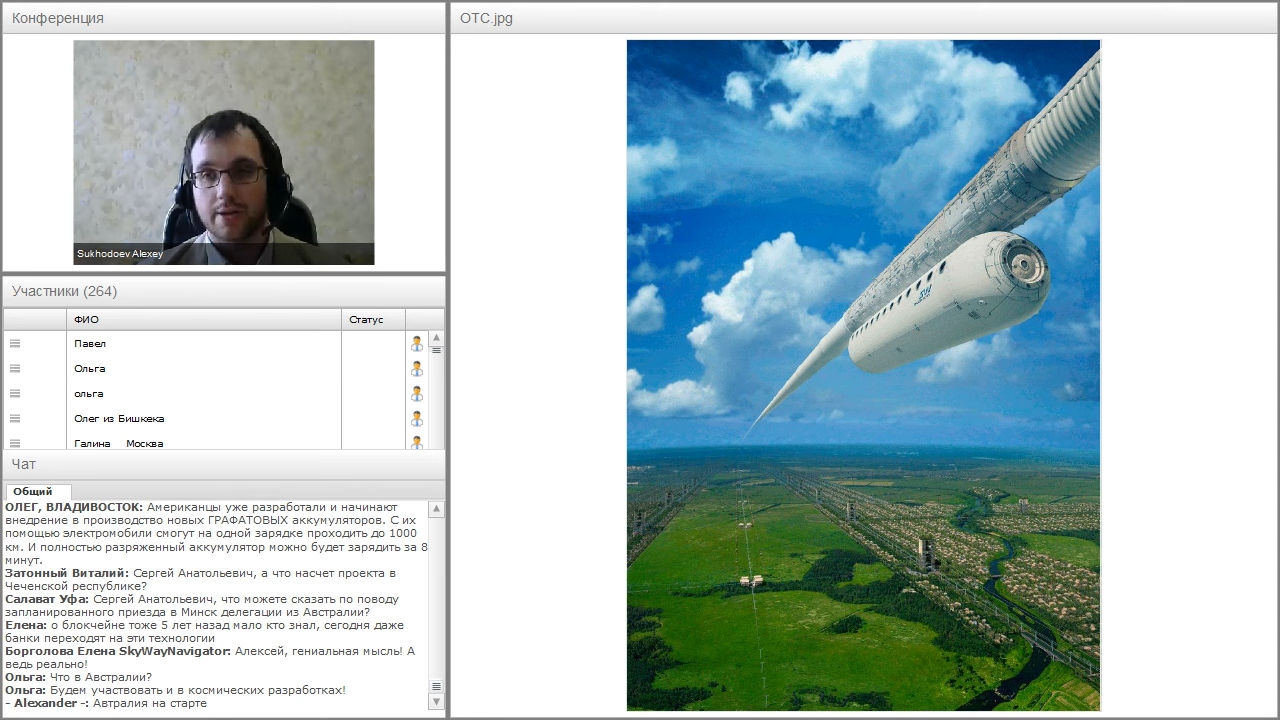 Конференция
Sukhodoev Alexey
Участники (264)
ФИО
Статус
Павел
Ольга
ольга
Олег из Бишкека
Галина Москва
Чат
Общий
ОЛЕГ, ВЛАДИВОСТОК: Американцы уже разработали и начинают
внедрение в производство новых ГРАФАТОВЫХ аккумуляторов. С их
помощью электромобили смогут на одной зарядке проходить до 1000
км. И полностью разряженный аккумулятор можно будет зарядить за 8
минут.
Затонный Виталий: Сергей Анатольевич, а что насчет проекта в
Чеченской республике?
Салават Уфа: Сергей Анатольевич, что можете сказать по поводу
запланированного приезда в Минск делегации из Австралии?
Елена: о блокчейне тоже 5 лет назад мало кто знал, сегодня даже
банки переходят на эти технологии
Борголова Елена SkyWayNavigator: Алексей, гениальная мысль! А
ведь реально!
Ольга: Что в Австралии?
Ольга: Будем участвовать в в космических разработках!
- Alexander -: Автралия на старте
ОТС.jpg